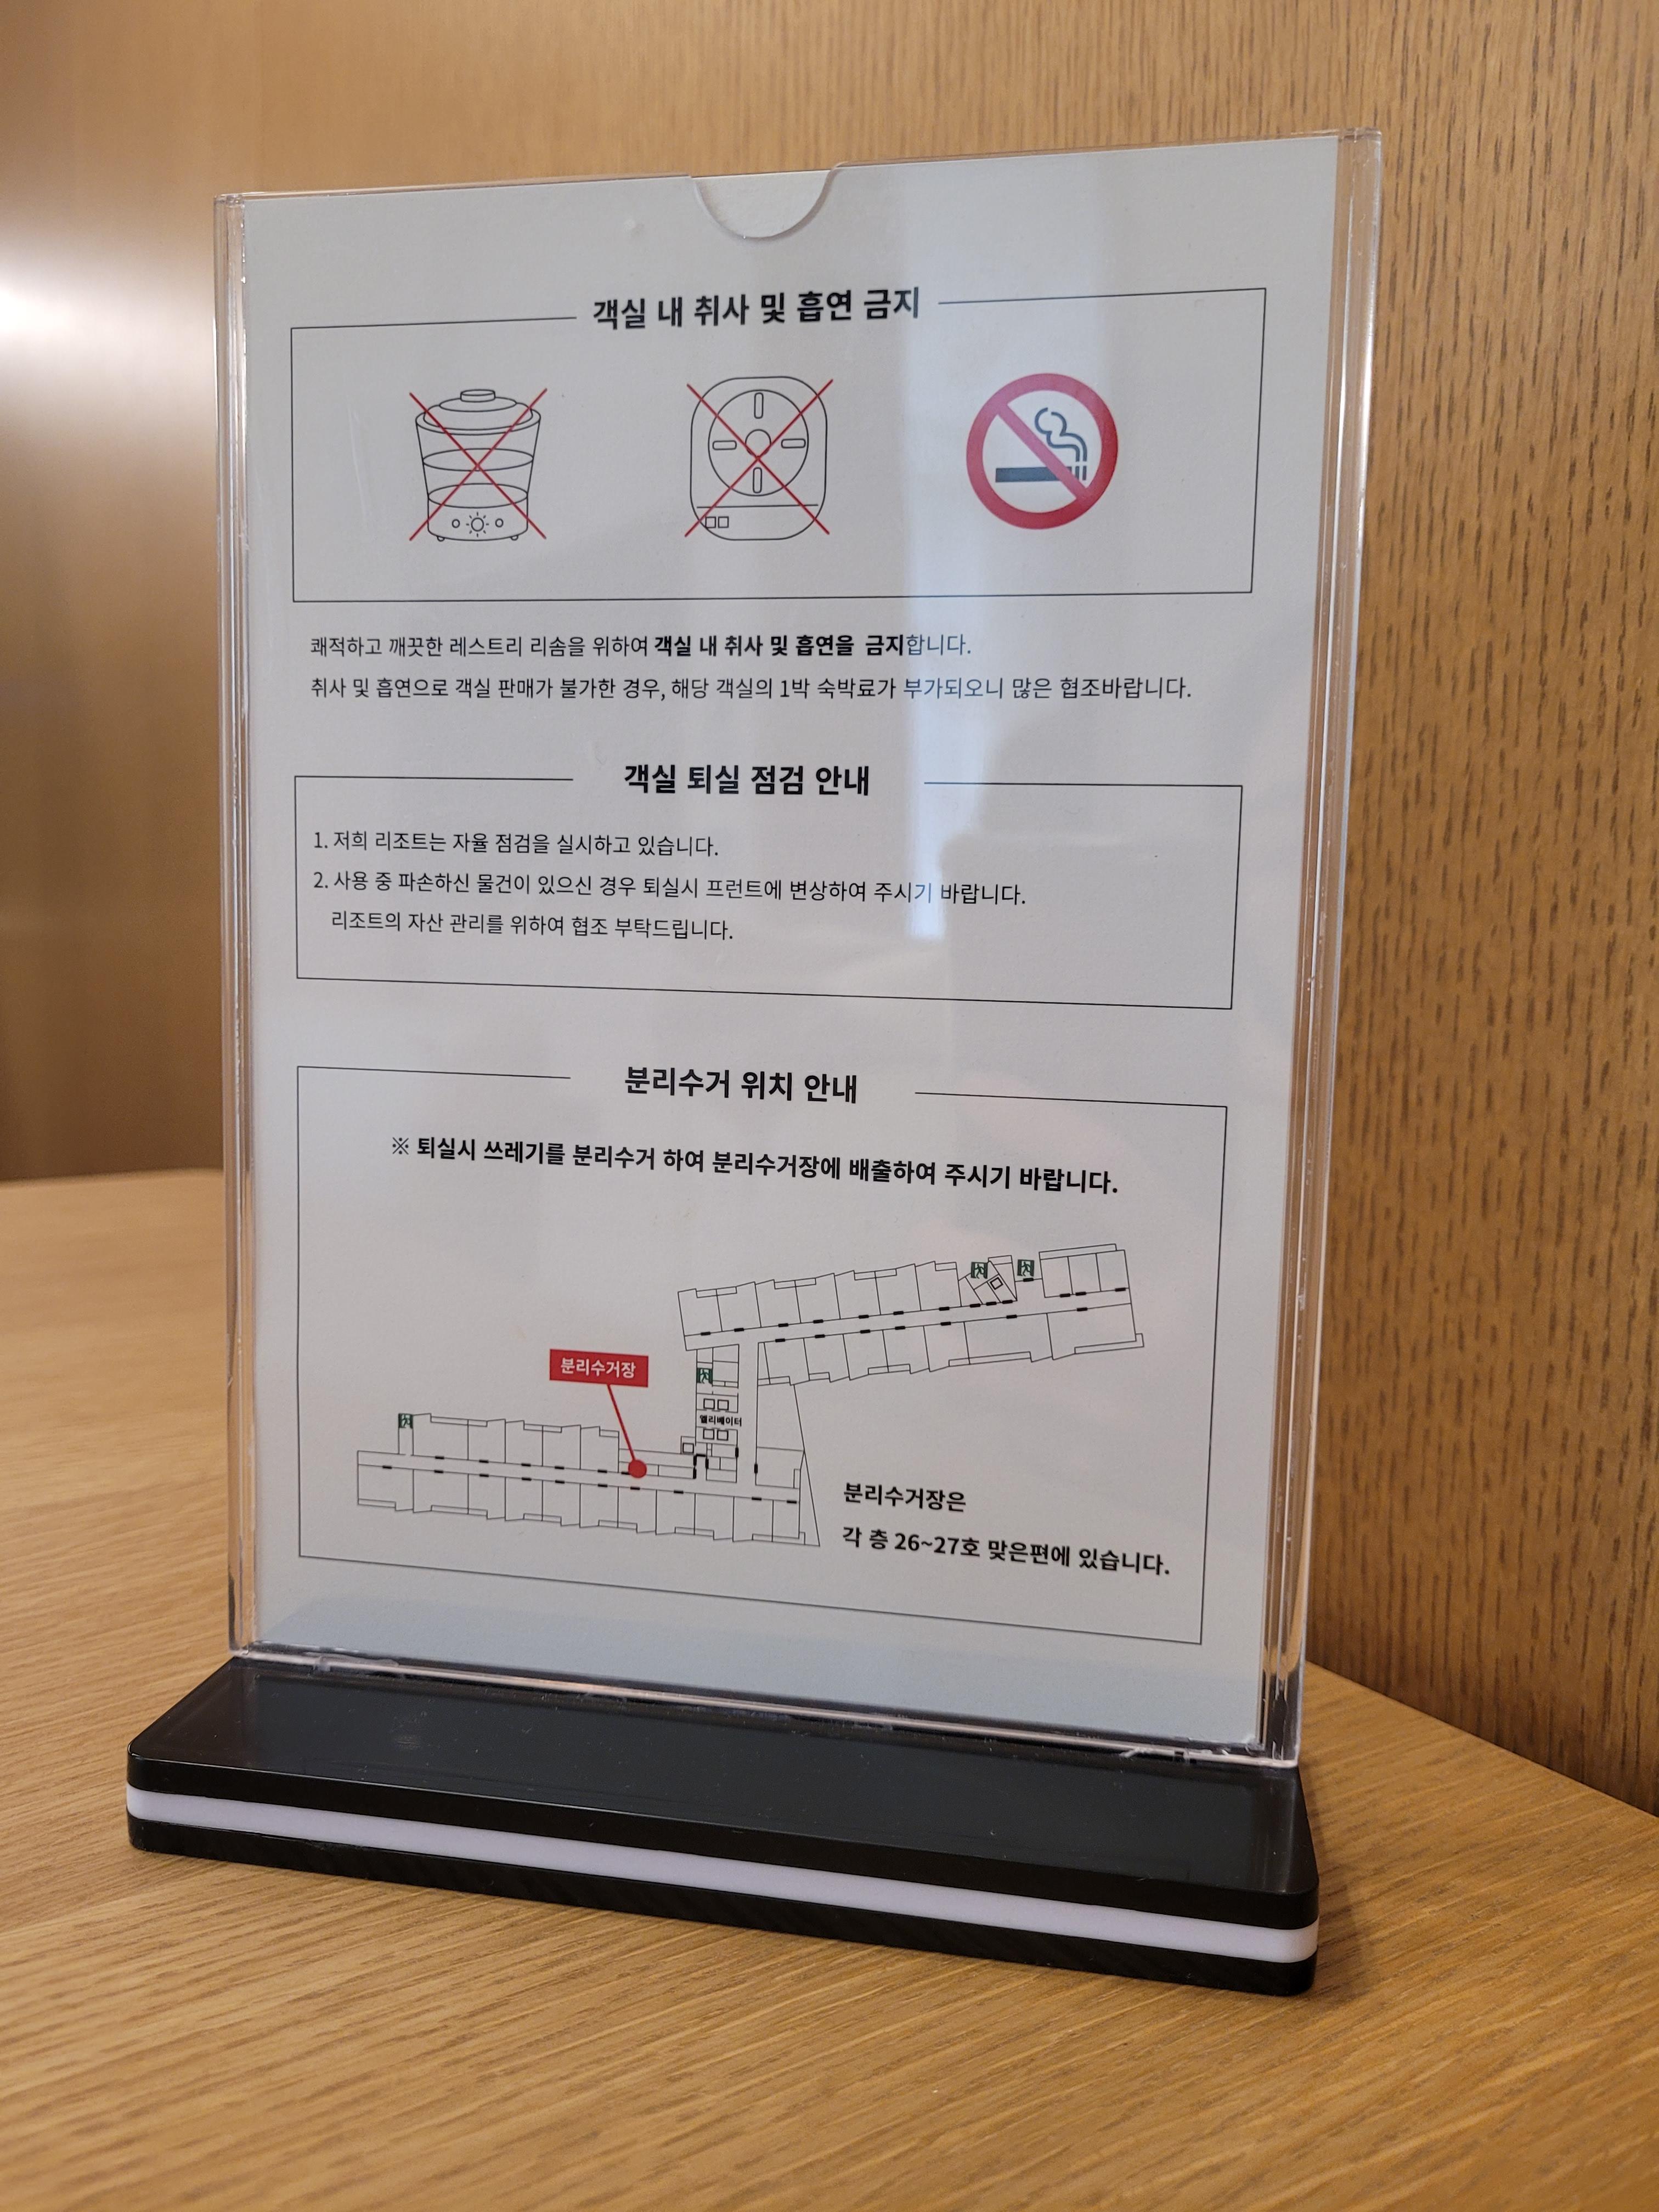 객실 내 취사 및 흡연 금지
쾌적하고 깨끗한 레스트리 리솜을 위하여 객실 내 취사 및 흡연을 금지합니다.
취사 및 흡연으로 객실 판매가 불가한 경우, 해당 객실의 1박 숙박료가 부가되오니 많은 협조바랍니다.
객실 퇴실 점검 안내
1. 저희 리조트는 자율 점검을 실시하고 있습니다.
2. 사용 중 파손하신 물건이 있으신 경우 퇴실시 프런트에 변상하여 주시기 바랍니다.
리조트의 자산 관리를 위하여 협조 부탁드립니다.
분리수거 위치 안내
※ 퇴실시 쓰레기를 분리수거 하여 분리수거장에 배출하여 주시기 바랍니다.
분리수거장
엘리베이터
분리수거장은
각 층 26~27호 맞은편에 있습니다.